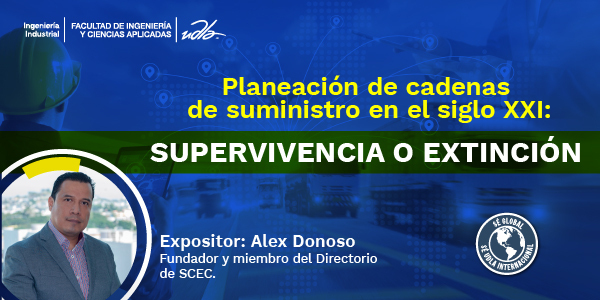 Ingeniería
Industrial
FACULTAD DE INGENIERÍA
Y CIENCIAS APLICADAS
udla.
Planeación de cadenas
de suministro en el siglo XXI:
SUPERVIVENCIA O EXTINCIÓN
Expositor: Alex Donoso
Fundador y miembro del Directorio
de SCEC.
SÉ GLOBAL
SÉ UDLA INTERNACIONAL